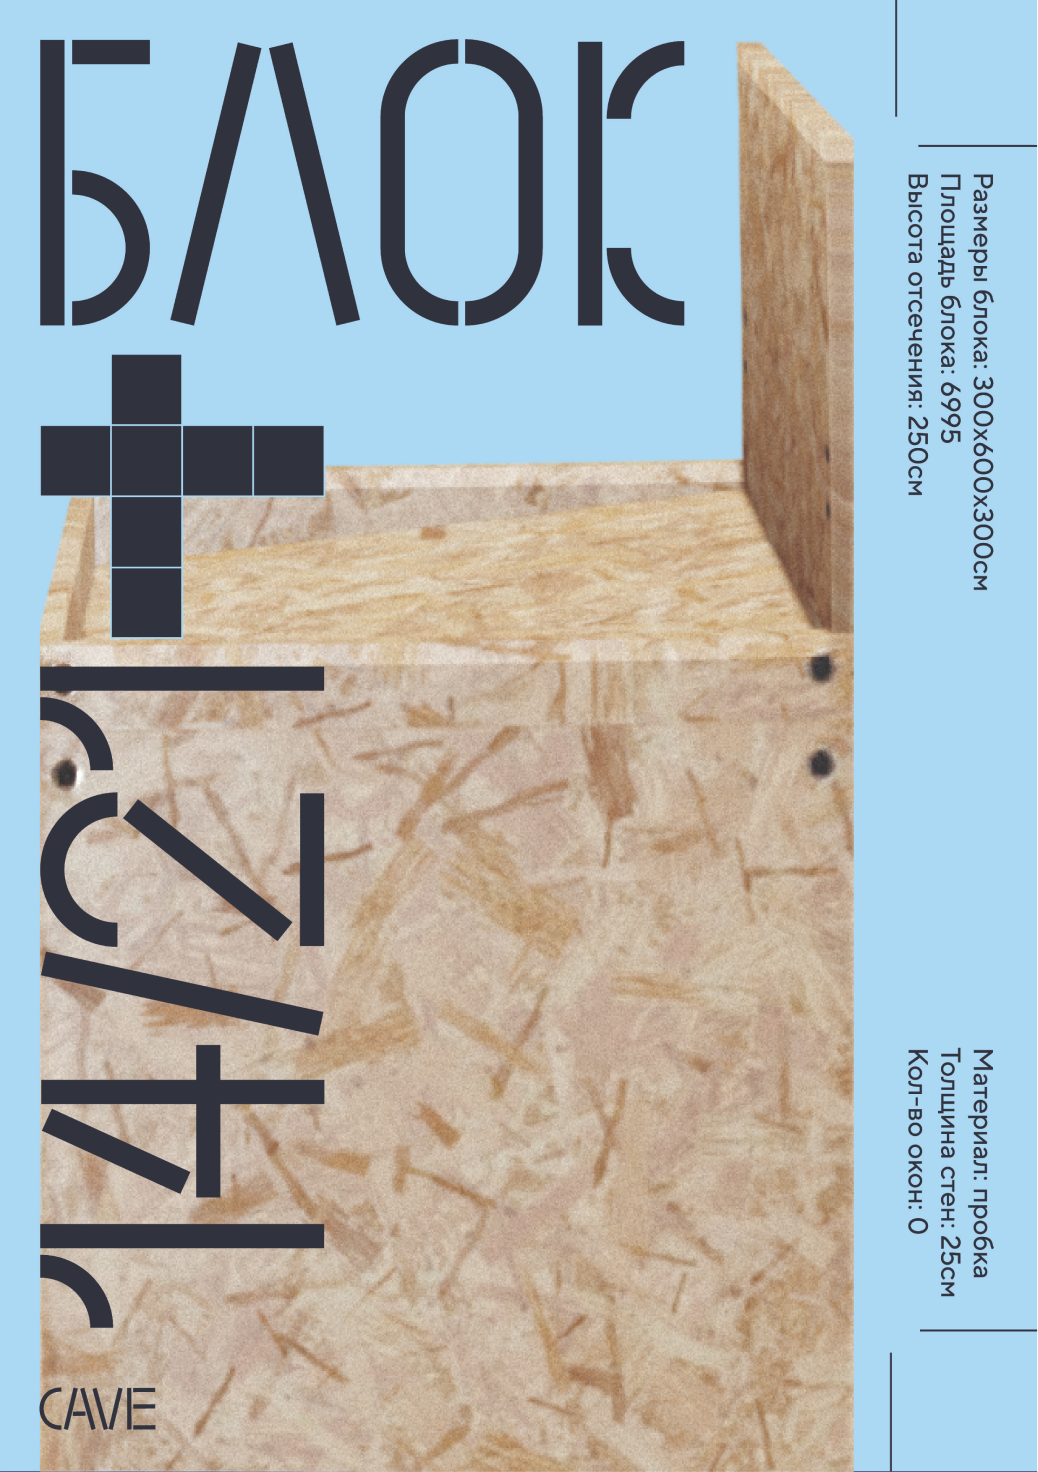 БЛОК
14/21
CAVE
Размеры блока: 300x600x300см
Площадь блока: 6995
Высота отсечения: 250см
Материал: пробка
Толщина стен: 25см
Кол-во окон: 0